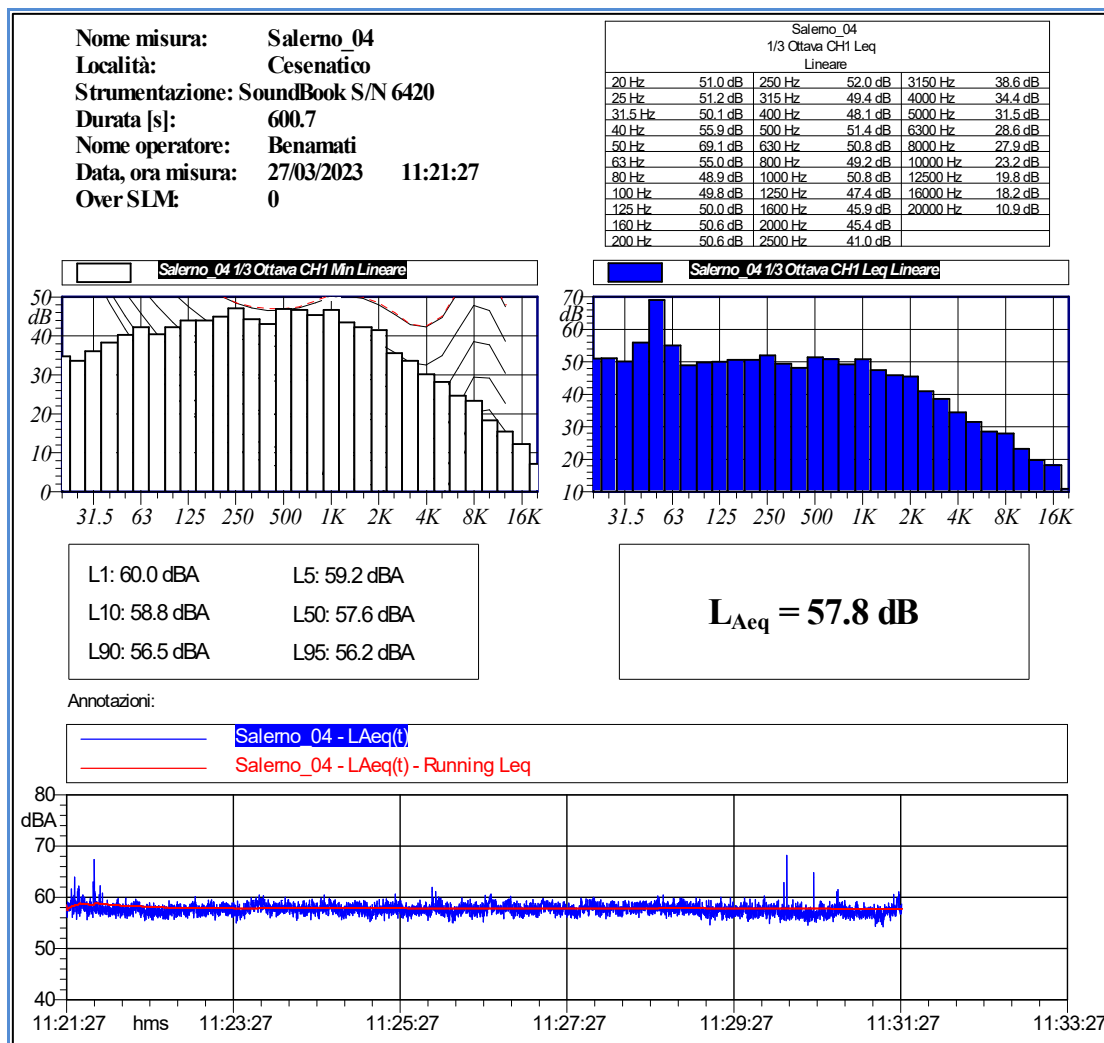 Nome misura: Salerno_04
Località: Cesenatico
Strumentazione: SoundBook S/N 6420
Durata [s]: 600.7
Nome operatore: Benamati
Data, ora misura: 27/03/2023 11:21:27
Over SLM: 0
Salerno_04
1/3 Ottava CH1 Leq
Lineare
20 Hz 51.0 dB 250 Hz 52.0 dB 3150 Hz 38.6 dB
25 Hz 51.2 dB 315 Hz 49.4 dB 4000 Hz 34.4 dB
31.5 Hz 50.1 dB 400 Hz 48.1 dB 5000 Hz 31.5 dB
40 Hz 55.9 dB 500 Hz 51.4 dB 6300 Hz 28.6 dB
50 Hz 69.1 dB 630 Hz 50.8 dB 8000 Hz 27.9 dB
63 Hz 55.0 dB 800 Hz 49.2 dB 10000 Hz 23.2 dB
80 Hz 48.9 dB 1000 Hz 50.8 dB 12500 Hz 19.8 dB
100 Hz 49.8 dB 1250 Hz 47.4 dB 16000 Hz 18.2 dB
125 Hz 50.0 dB 1600 Hz 45.9 dB 20000 Hz 10.9 dB
160 Hz 50.6 dB 2000 Hz 45.4 dB
200 Hz 50.6 dB 2500 Hz 41.0 dB
Salerno_04 1/3 Ottava CH1 Min Lineare
50
dB
40
30
20
10
0
31.5 63 125 250 500 1K 2K 4K 8K 16K
Salerno_04 1/3 Ottava CH1 Leq Lineare
70
dB
60
50
40
30
20
10
31.5 63 125 250 500 1K 2K 4K 8K 16K
L1: 60.0 dBA L5: 59.2 dBA
L10: 58.8 dBA L50: 57.6 dBA
L90: 56.5 dBA L95: 56.2 dBA
LAeq = 57.8 dB
Annotazioni:
Salerno_04 - LAeq(t)
Salerno_04 - LAeq(t) - Running Leq
80
dBA
70
60
50
40
11:21:27 hms 11:23:27 11:25:27 11:27:27 11:29:27 11:31:27 11:33:27